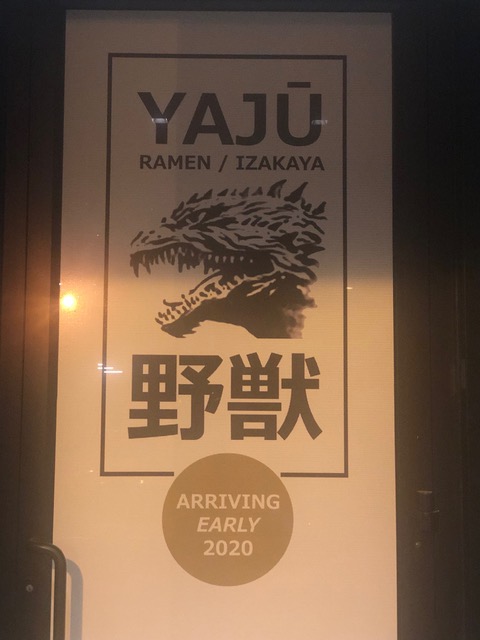 YAJŪ
RAMEN / IZAKAYA
野獣
ARRIVING
EARLY
2020